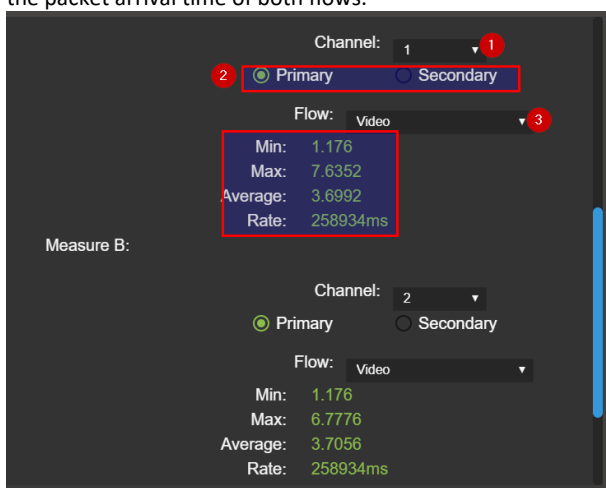 the packet arrival time of both flows.
Channel: 1 1
2 Primary Secondary
Flow: Video 3
Min: 1.176
Max: 7.6352
Average: 3.6992
Rate: 258934ms
Measure B:
Channel: 2
Primary Secondary
Flow: Video
Min: 1.176
Max: 6.7776
Average: 3.7056
Rate: 258934ms